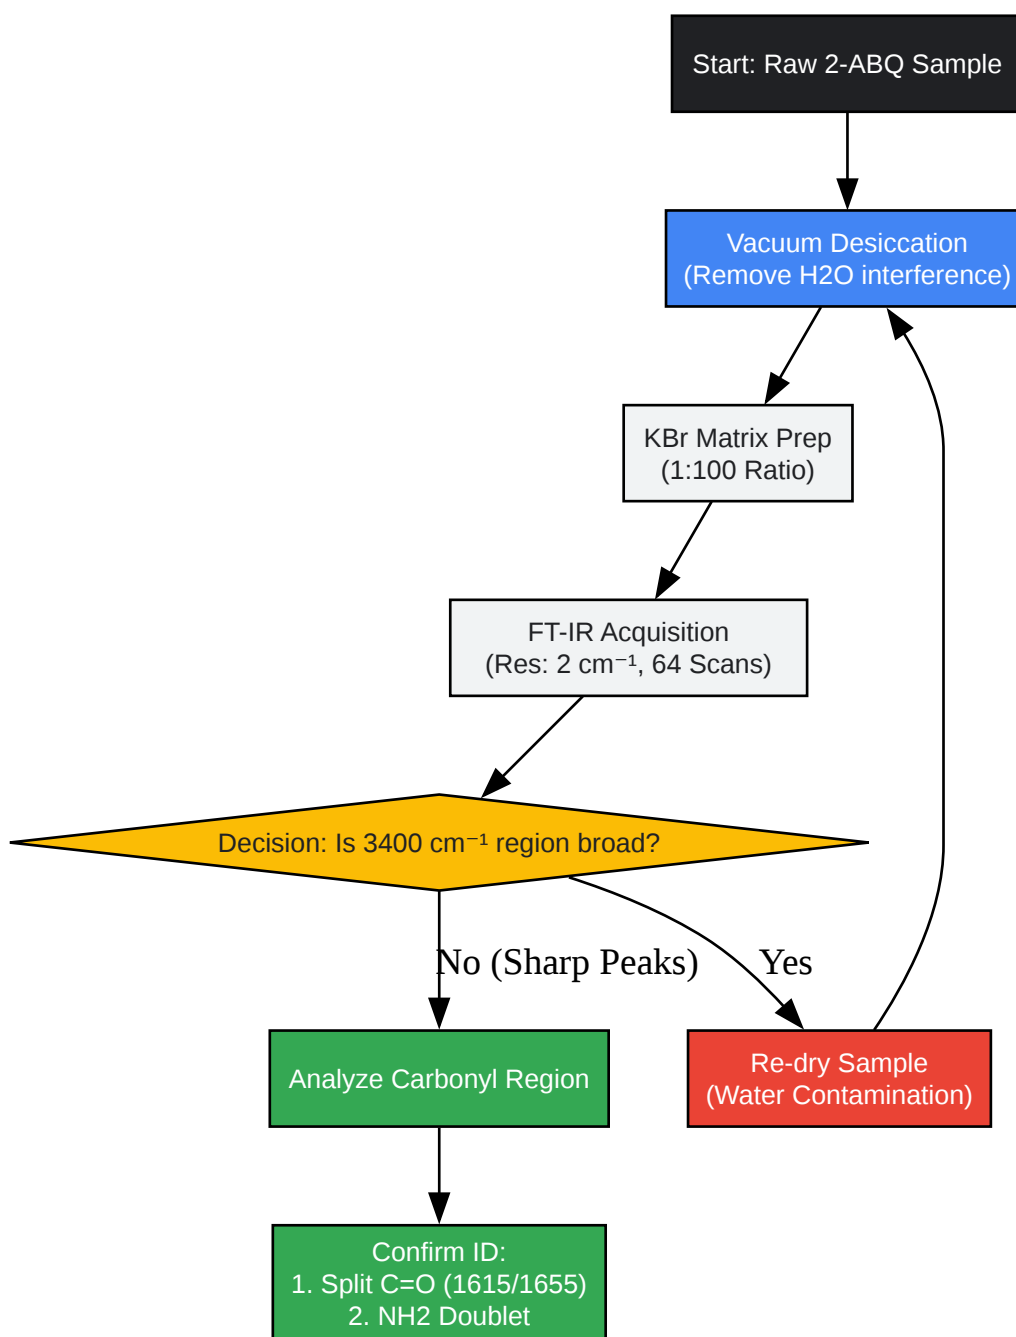 Start: Raw 2-ABQ Sample
Vacuum Desiccation
(Remove H2O interference)
KBr Matrix Prep
(1:100 Ratio)
FT-IR Acquisition
(Res: 2 cm⁻¹, 64 Scans)
Decision: Is 3400 cm⁻¹ region broad?
No (Sharp Peaks)
Yes
Analyze Carbonyl Region
Re-dry Sample
(Water Contamination)
Confirm ID:
1. Split C=O (1615/1655)
2. NH2 Doublet